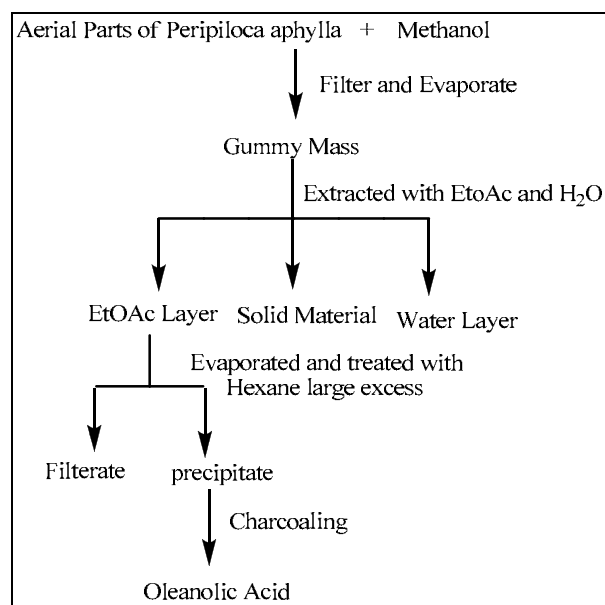 Aerial Parts of Peripiloca aphylla + Methanol
Filter and Evaporate
Gummy Mass
Extracted with EtoAc and H₂O
EtOAc Layer Solid Material Water Layer
Evaporated and treated with
Hexane large excess
Filterate precipitate
Charcoaling
Oleanolic Acid